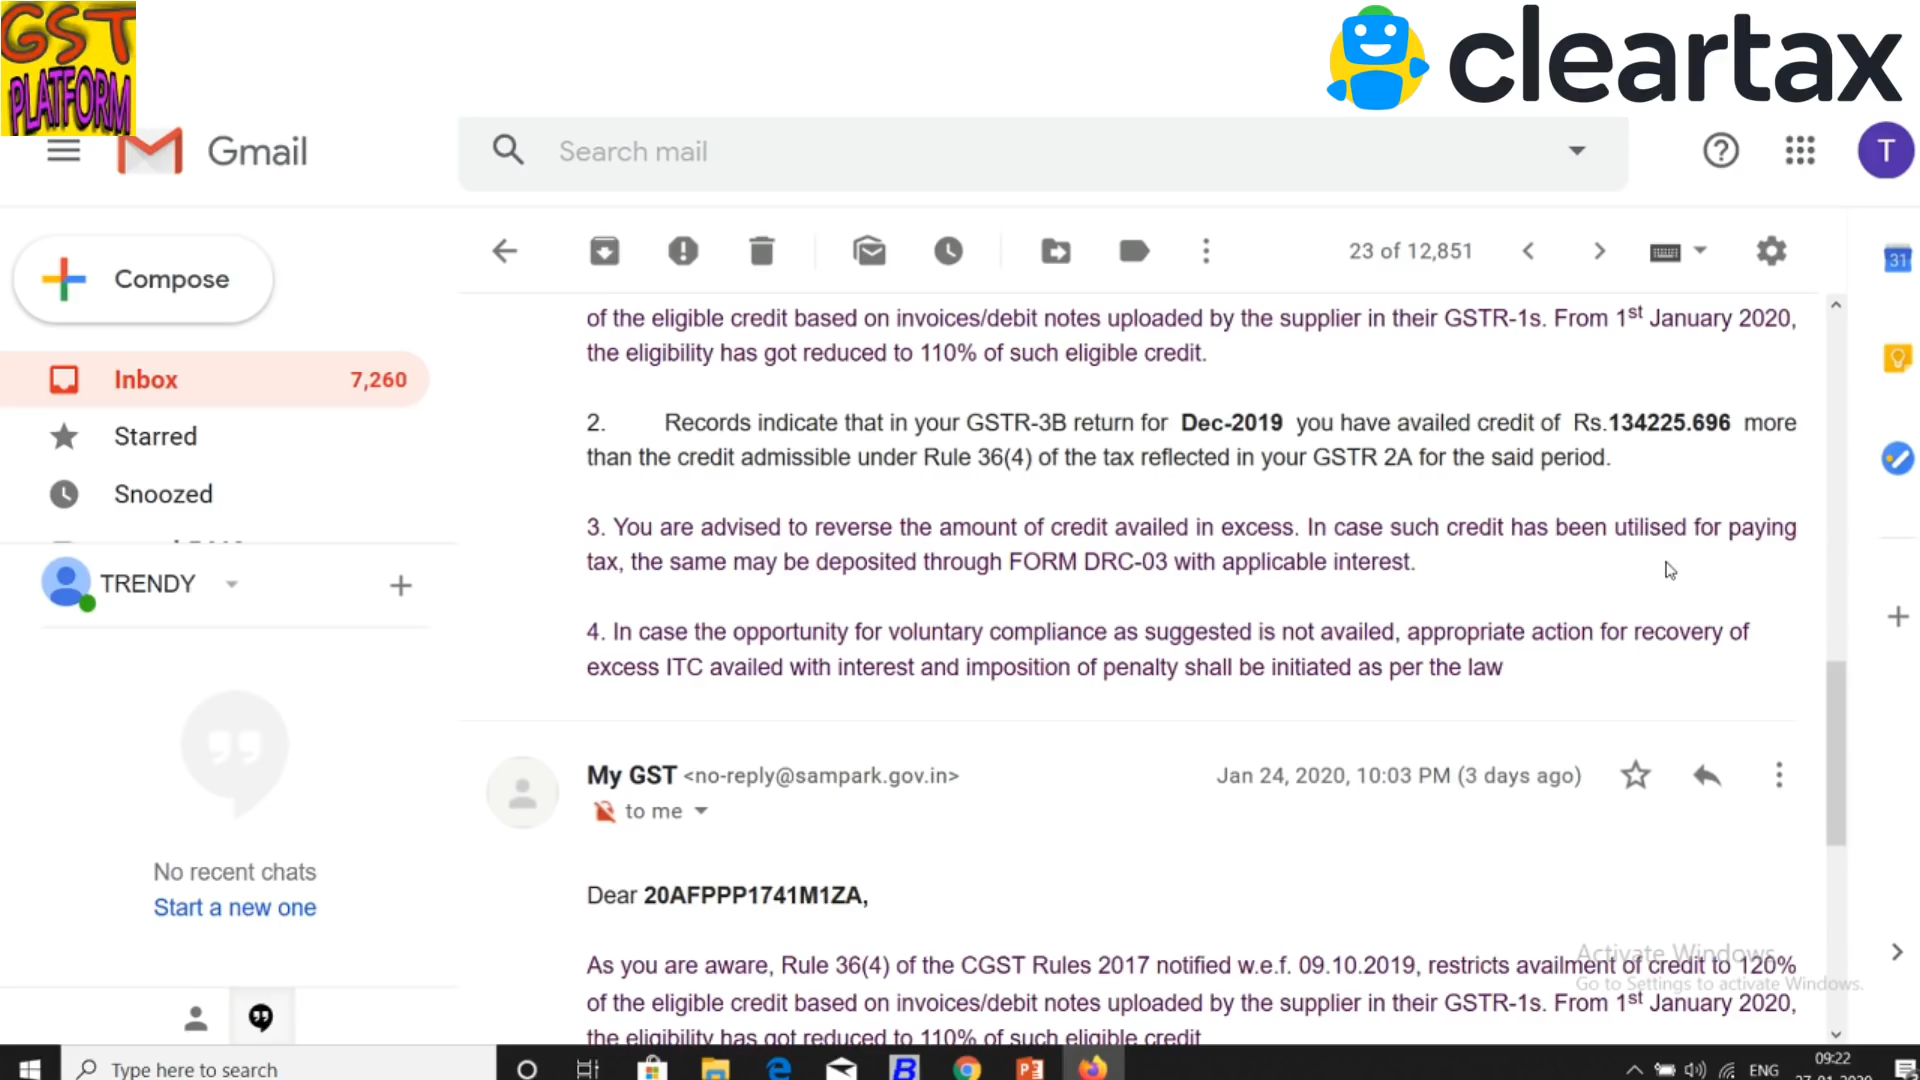 GST
PLATFORM
cleartax
Gmail
Search mail
T
Compose
23 of 12,851
31
Inbox 7,260
Starred
Snoozed
TRENDY
No recent chats
Start a new one
of the eligible credit based on invoices/debit notes uploaded by the supplier in their GSTR-1s. From 1st January 2020,
the eligibility has got reduced to 110% of such eligible credit.
2. Records indicate that in your GSTR-3B return for Dec-2019 you have availed credit of Rs.134225.696 more
than the credit admissible under Rule 36(4) of the tax reflected in your GSTR 2A for the said period.
3. You are advised to reverse the amount of credit availed in excess. In case such credit has been utilised for paying
tax, the same may be deposited through FORM DRC-03 with applicable interest.
4. In case the opportunity for voluntary compliance as suggested is not availed, appropriate action for recovery of
excess ITC availed with interest and imposition of penalty shall be initiated as per the law
My GST <no-reply@sampark.gov.in> Jan 24, 2020, 10:03 PM (3 days ago)
to me
Dear 20AFPPP1741M1ZA,
As you are aware, Rule 36(4) of the CGST Rules 2017 notified w.e.f. 09.10.2019, restricts availment of credit to 120%
of the eligible credit based on invoices/debit notes uploaded by the supplier in their GSTR-1s. From 1st January 2020,
the eligibility has got reduced to 110% of such eligible credit
Activate Windows
Go to Settings to activate Windows.
Type here to search
ENG
09:22